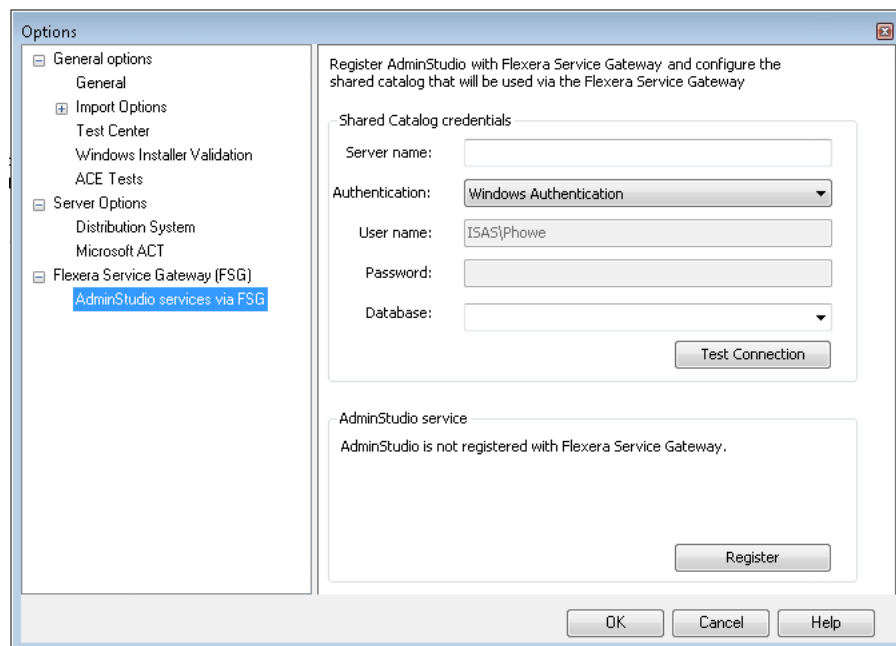 Options
General options
General
Import Options
Test Center
Windows Installer Validation
ACE Tests
Server Options
Distribution System
Microsoft ACT
Flexera Service Gateway (FSG)
AdminStudio services via FSG
Register AdminStudio with Flexera Service Gateway and configure the
shared catalog that will be used via the Flexera Service Gateway
Shared Catalog credentials
Server name:
Authentication: Windows Authentication
User name: ISAS\Phowe
Password:
Database:
Test Connection
AdminStudio service
AdminStudio is not registered with Flexera Service Gateway.
Register
OK Cancel Help